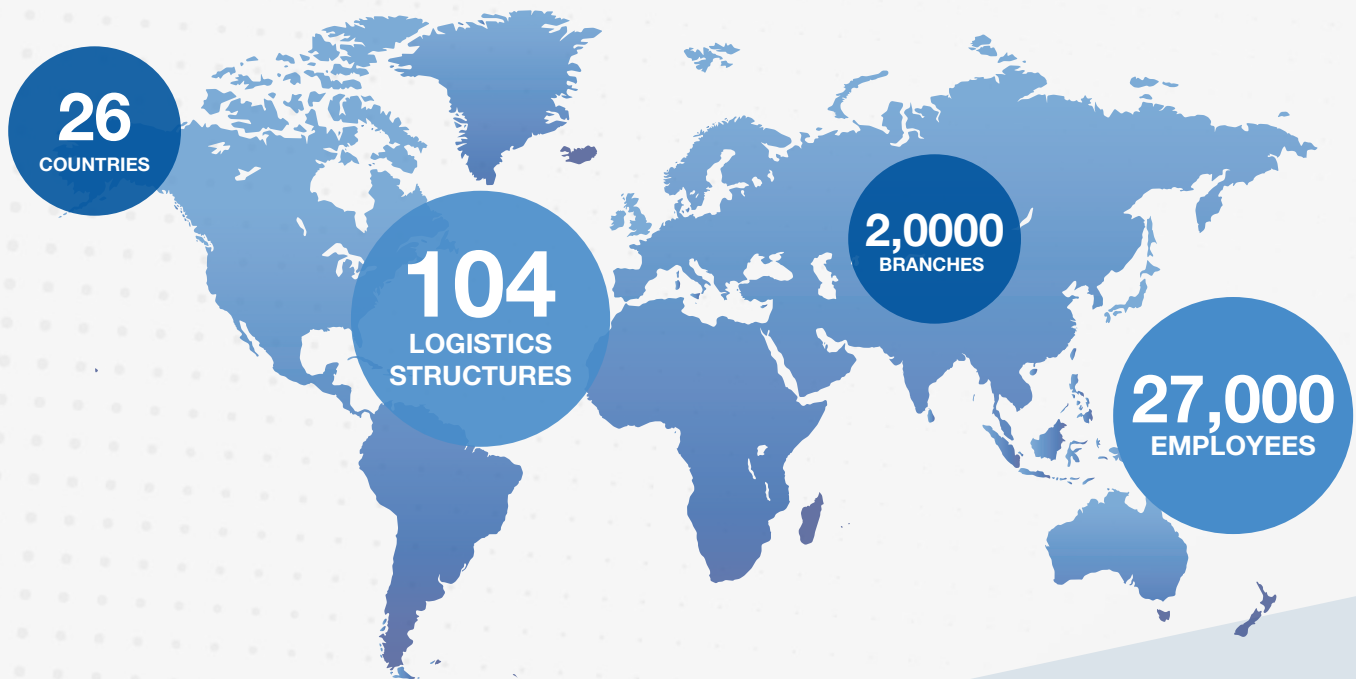 26
COUNTRIES
104
LOGISTICS
STRUCTURES
2,0000
BRANCHES
27,000
EMPLOYEES